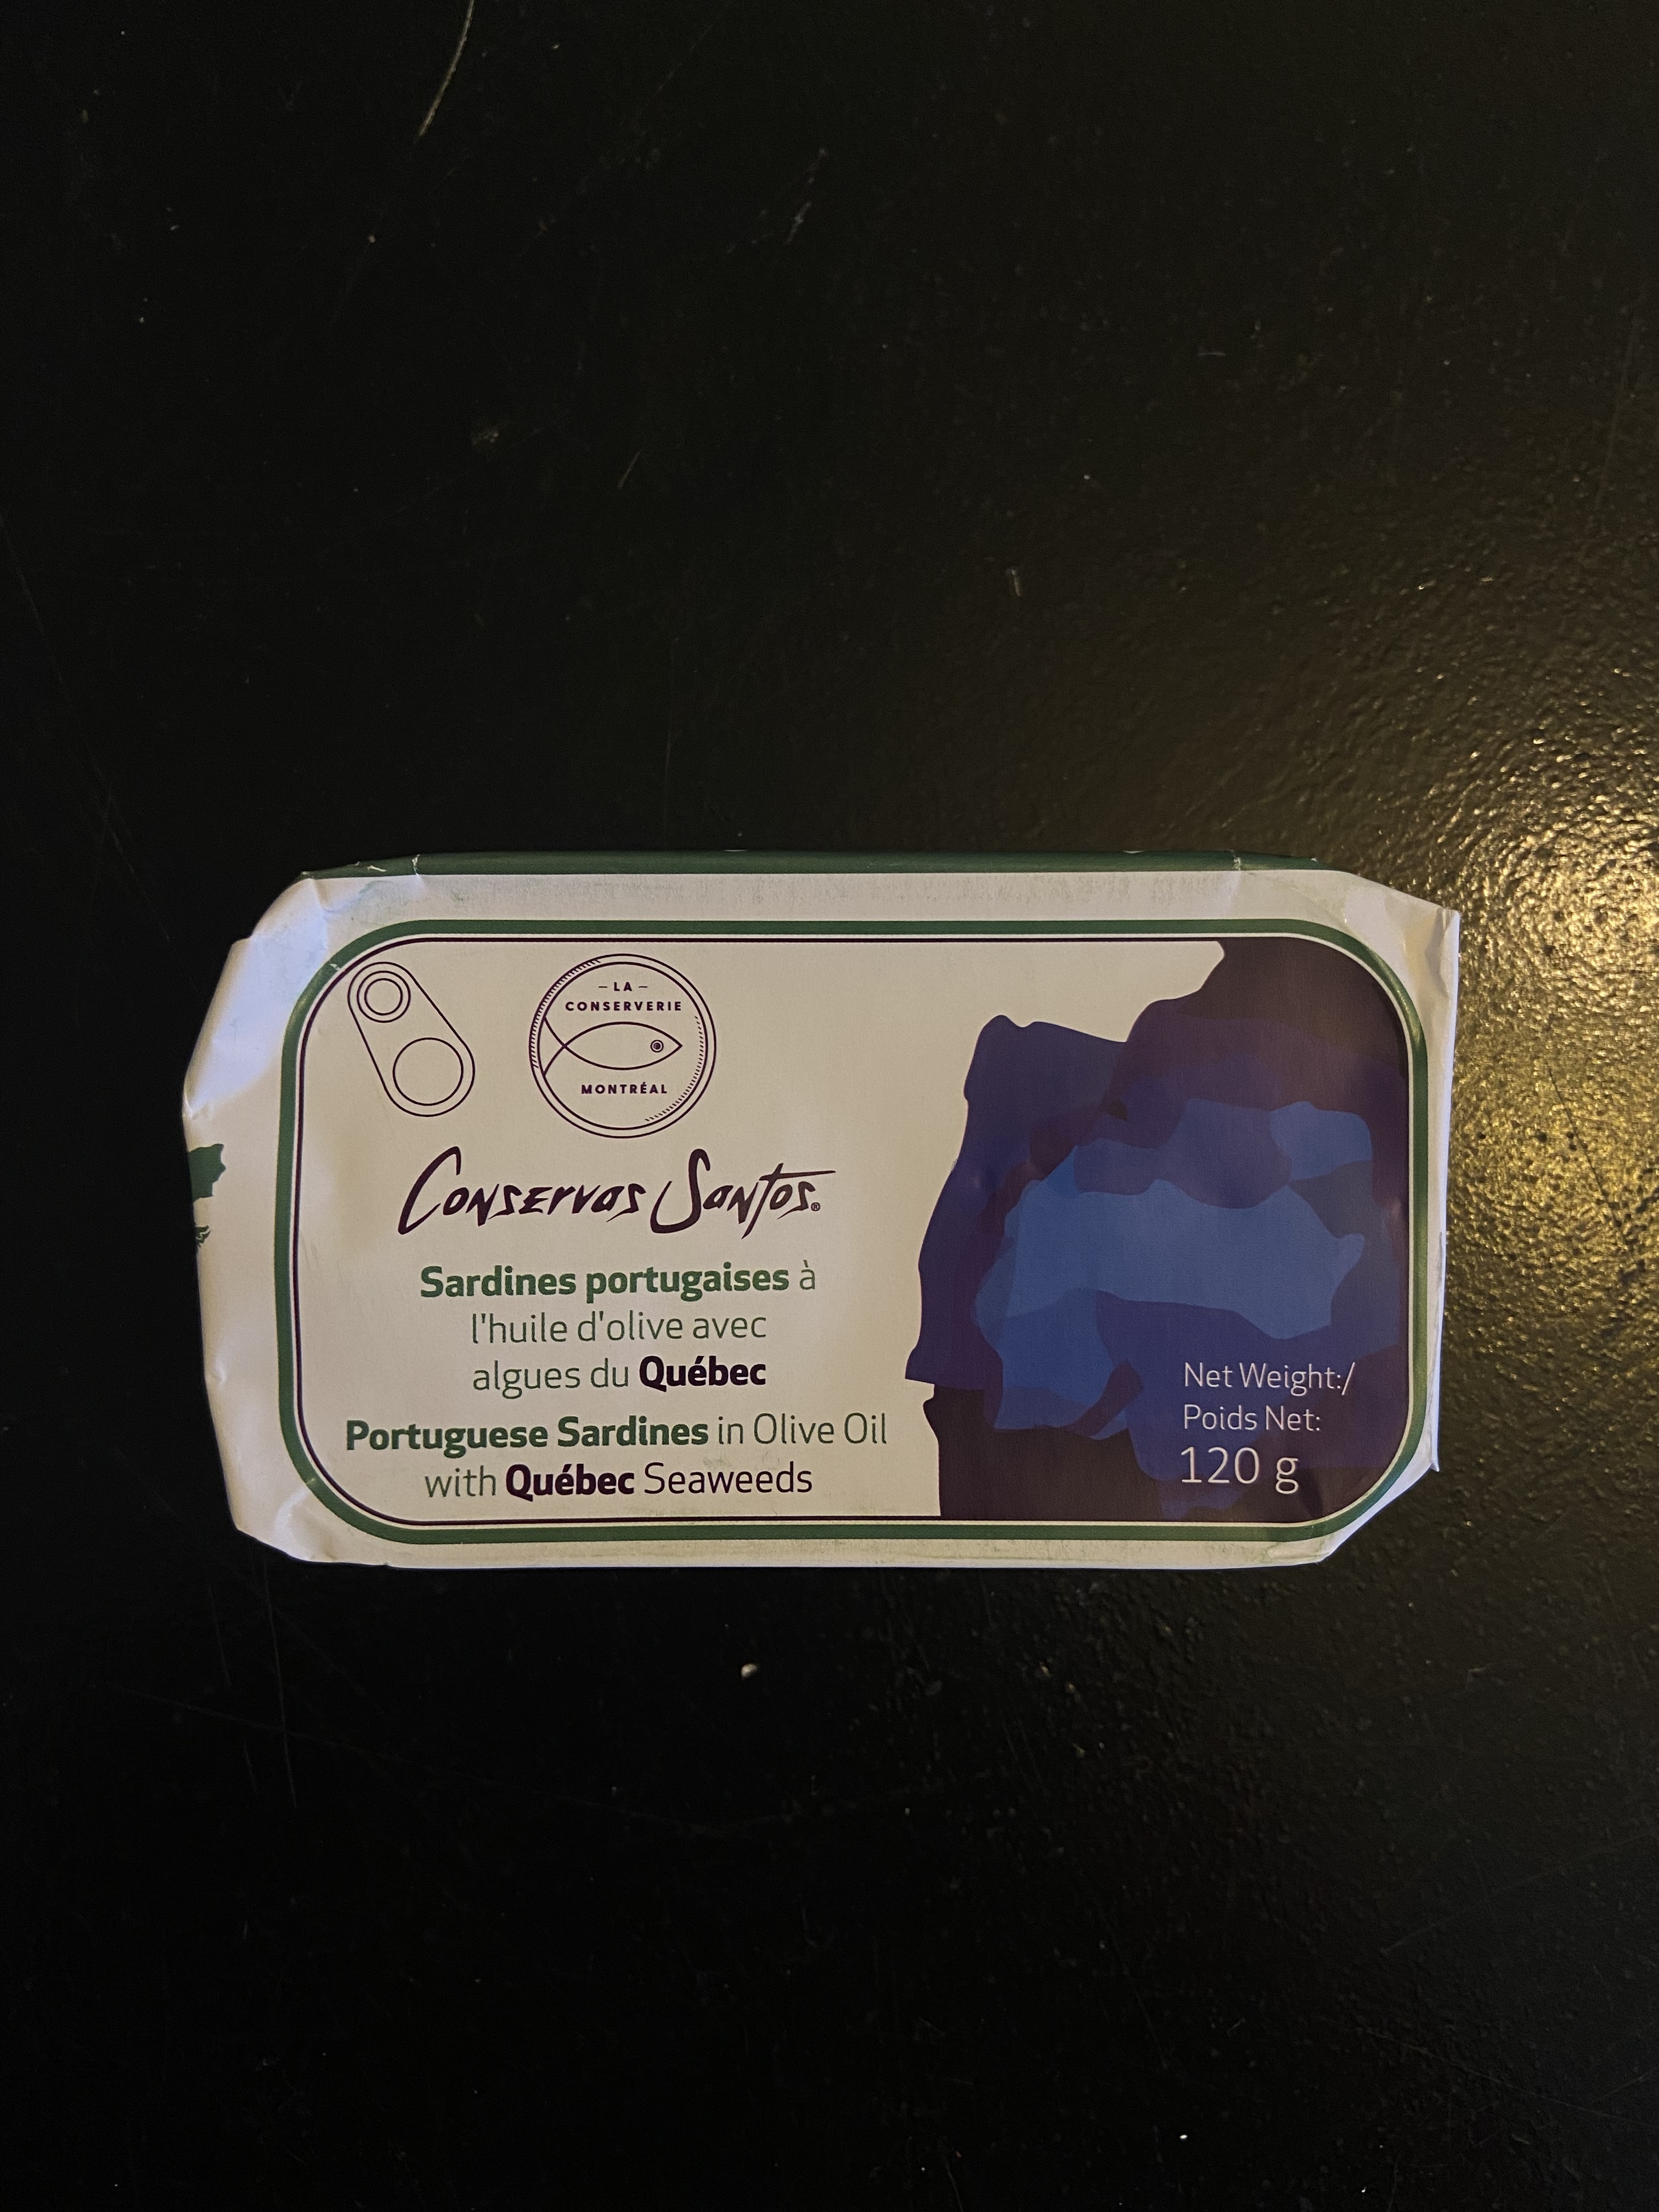 – LA –
CONSERVERIE
MONTRÉAL
Conservas Santos®
Sardines portugaises à
l'huile d'olive avec
algues du Québec
Portuguese Sardines in Olive Oil
with Québec Seaweeds
Net Weight:/
Poids Net:
120 g